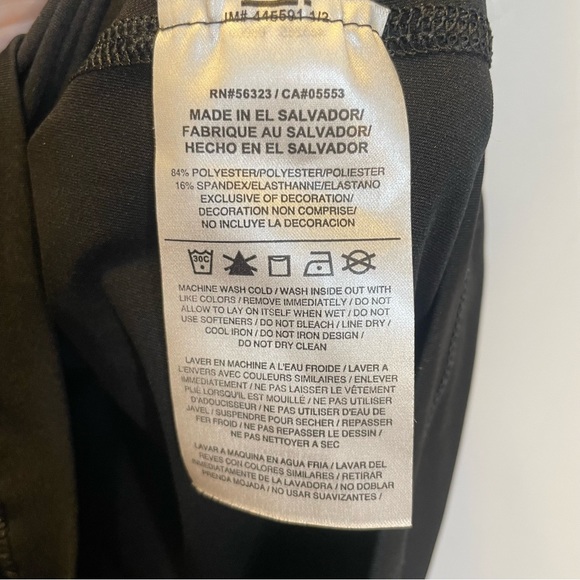 IM# 445591 1/2
RN#56323 / CA#05553
MADE IN EL SALVADOR/
FABRIQUE AU SALVADOR/
HECHO EN EL SALVADOR
84% POLYESTER/POLYESTER/POLIESTER
16% SPANDEX/ELASTHANNE/ELASTANO
EXCLUSIVE OF DECORATION/
DECORATION NON COMPRISE/
NO INCLUYE LA DECORACION
30C
MACHINE WASH COLD / WASH INSIDE OUT WITH
LIKE COLORS / REMOVE IMMEDIATELY / DO NOT
ALLOW TO LAY ON ITSELF WHEN WET / DO NOT
USE SOFTENERS / DO NOT BLEACH / LINE DRY /
COOL IRON / DO NOT IRON DESIGN /
DO NOT DRY CLEAN
LAVER EN MACHINE A L'EAU FROIDE / LAVER A
L'ENVERS AVEC COULEURS SIMILAIRES / ENLEVER
IMMÉDIATEMENT / NE PAS LAISSER LE VÊTEMENT
PLIÉ LORSQU'IL EST MOUILLÉ / NE PAS UTILISER
D'ADOUCISSEUR / NE PAS UTILISER D'EAU DE
JAVEL / SUSPENDRE POUR SECHER / REPASSER
FER FROID / NE PAS REPASSER LE DESSIN /
NE PAS NETTOYER A SEC
LAVAR A MAQUINA EN AGUA FRIA / LAVAR DEL
REVES CON COLORES SIMILARES / RETIRAR
INMEDIATAMENTE DE LA LAVADORA / NO DOBLAR
PRENDA MOJADA / NO USAR SUAVIZANTES /